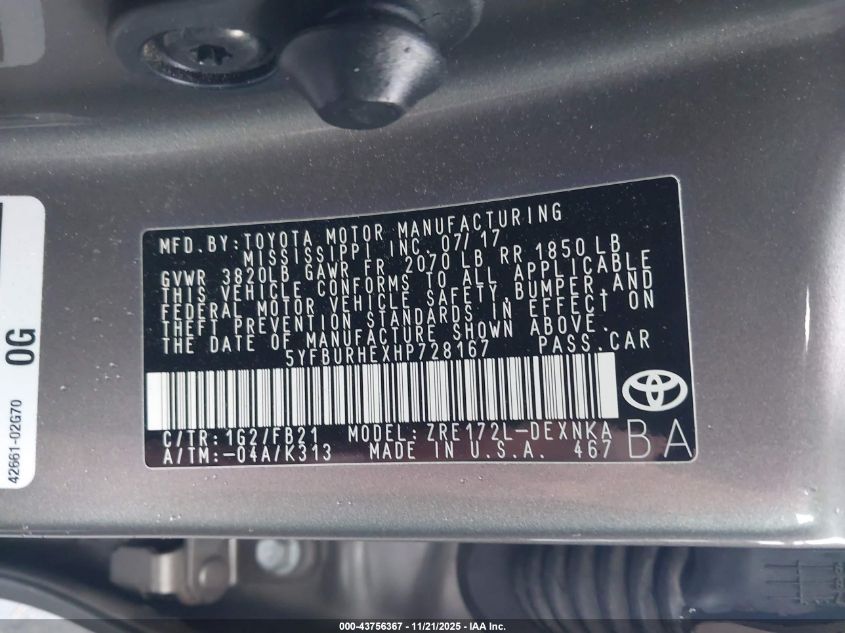 MFD. BY: TOYOTA MOTOR MANUFACTURING
MISSISSIPPI INC. 07/17
GVWR 3820LB GAWR FR 2070 LB RR 1850 LB
THIS VEHICLE CONFORMS TO ALL APPLICABLE
FEDERAL MOTOR VEHICLE SAFETY, BUMPER, AND
THEFT PREVENTION STANDARDS IN EFFECT ON
THE DATE OF MANUFACTURE SHOWN ABOVE.
5YFBURHEXHP728167 PASS.CAR
C/TR: 1G2/FB21 MODEL: ZRE172L-DEXNKA
A/TM: -04A/K313 MADE IN U.S.A. 467
BA
0G
42661-02G70
000-43756367 - 11/21/2025 - IAA Inc.